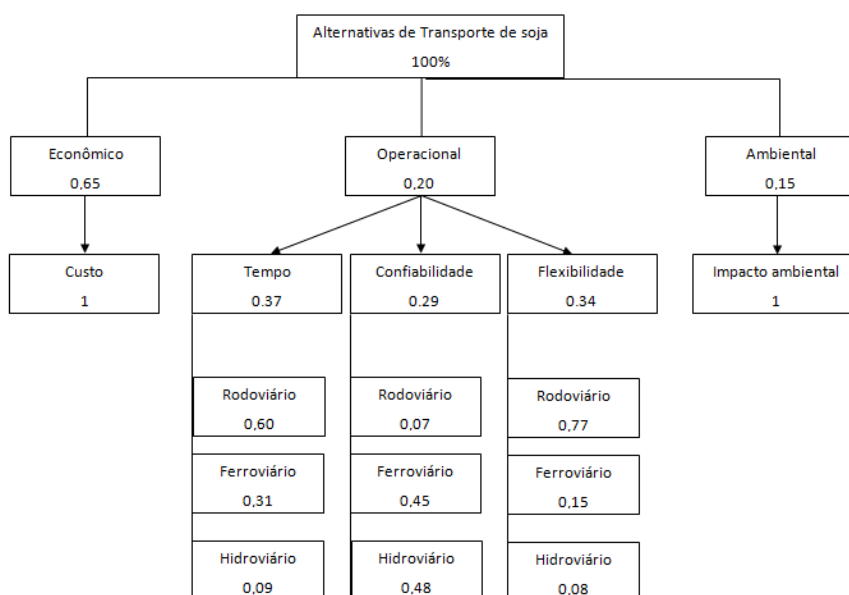 Alternativas de Transporte de soja
100%
Econômico
0,65
Operacional
0,20
Ambiental
0,15
Custo
1
Tempo
0.37
Confiabilidade
0.29
Flexibilidade
0.34
Impacto ambiental
1
Rodoviário
0,60
Rodoviário
0,07
Rodoviário
0,77
Ferroviário
0,31
Ferroviário
0,45
Ferroviário
0,15
Hidroviário
0,09
Hidroviário
0,48
Hidroviário
0,08